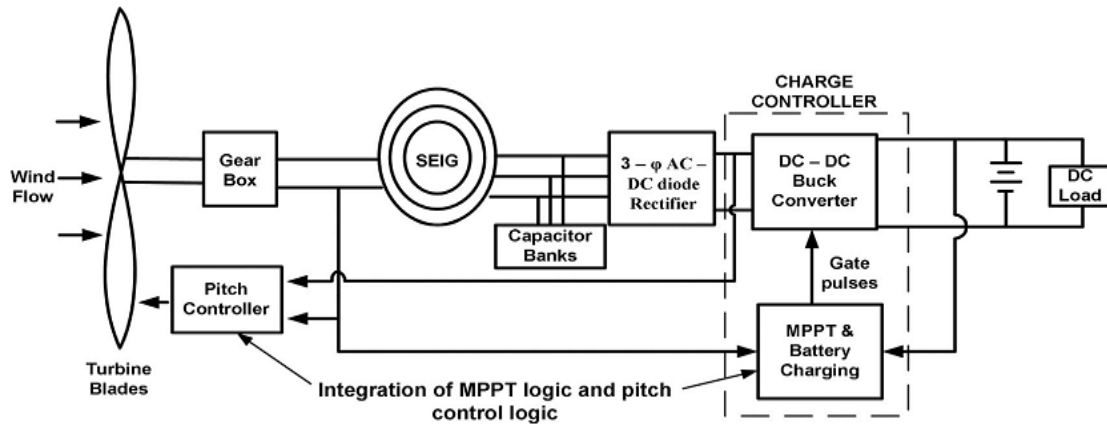 CHARGE
CONTROLLER
Wind
Flow
Gear
Box
SEIG
3 – φ AC –
DC diode
Rectifier
DC – DC
Buck
Converter
DC
Load
Capacitor
Banks
Pitch
Controller
Gate
pulses
MPPT &
Battery
Charging
Turbine
Blades
Integration of MPPT logic and pitch
control logic